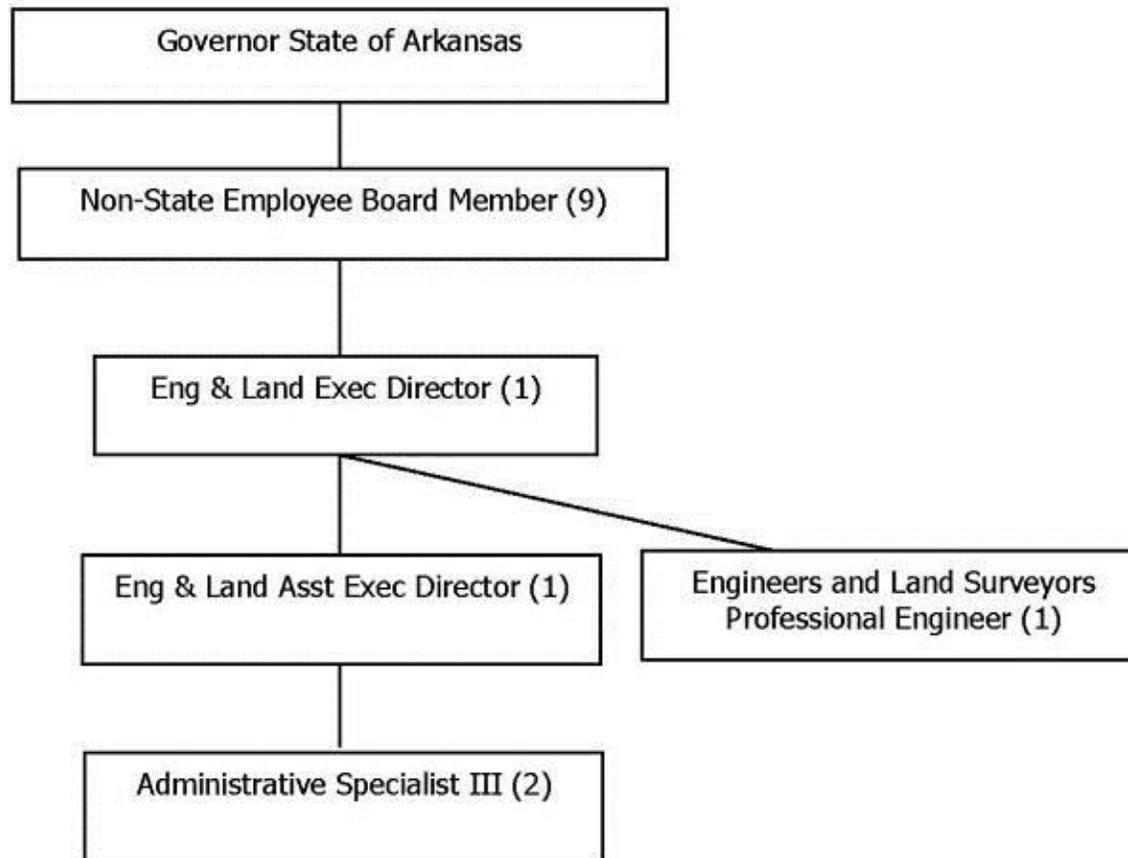 Governor State of Arkansas
Non-State Employee Board Member (9)
Eng & Land Exec Director (1)
Eng & Land Asst Exec Director (1)
Engineers and Land Surveyors
Professional Engineer (1)
Administrative Specialist III (2)